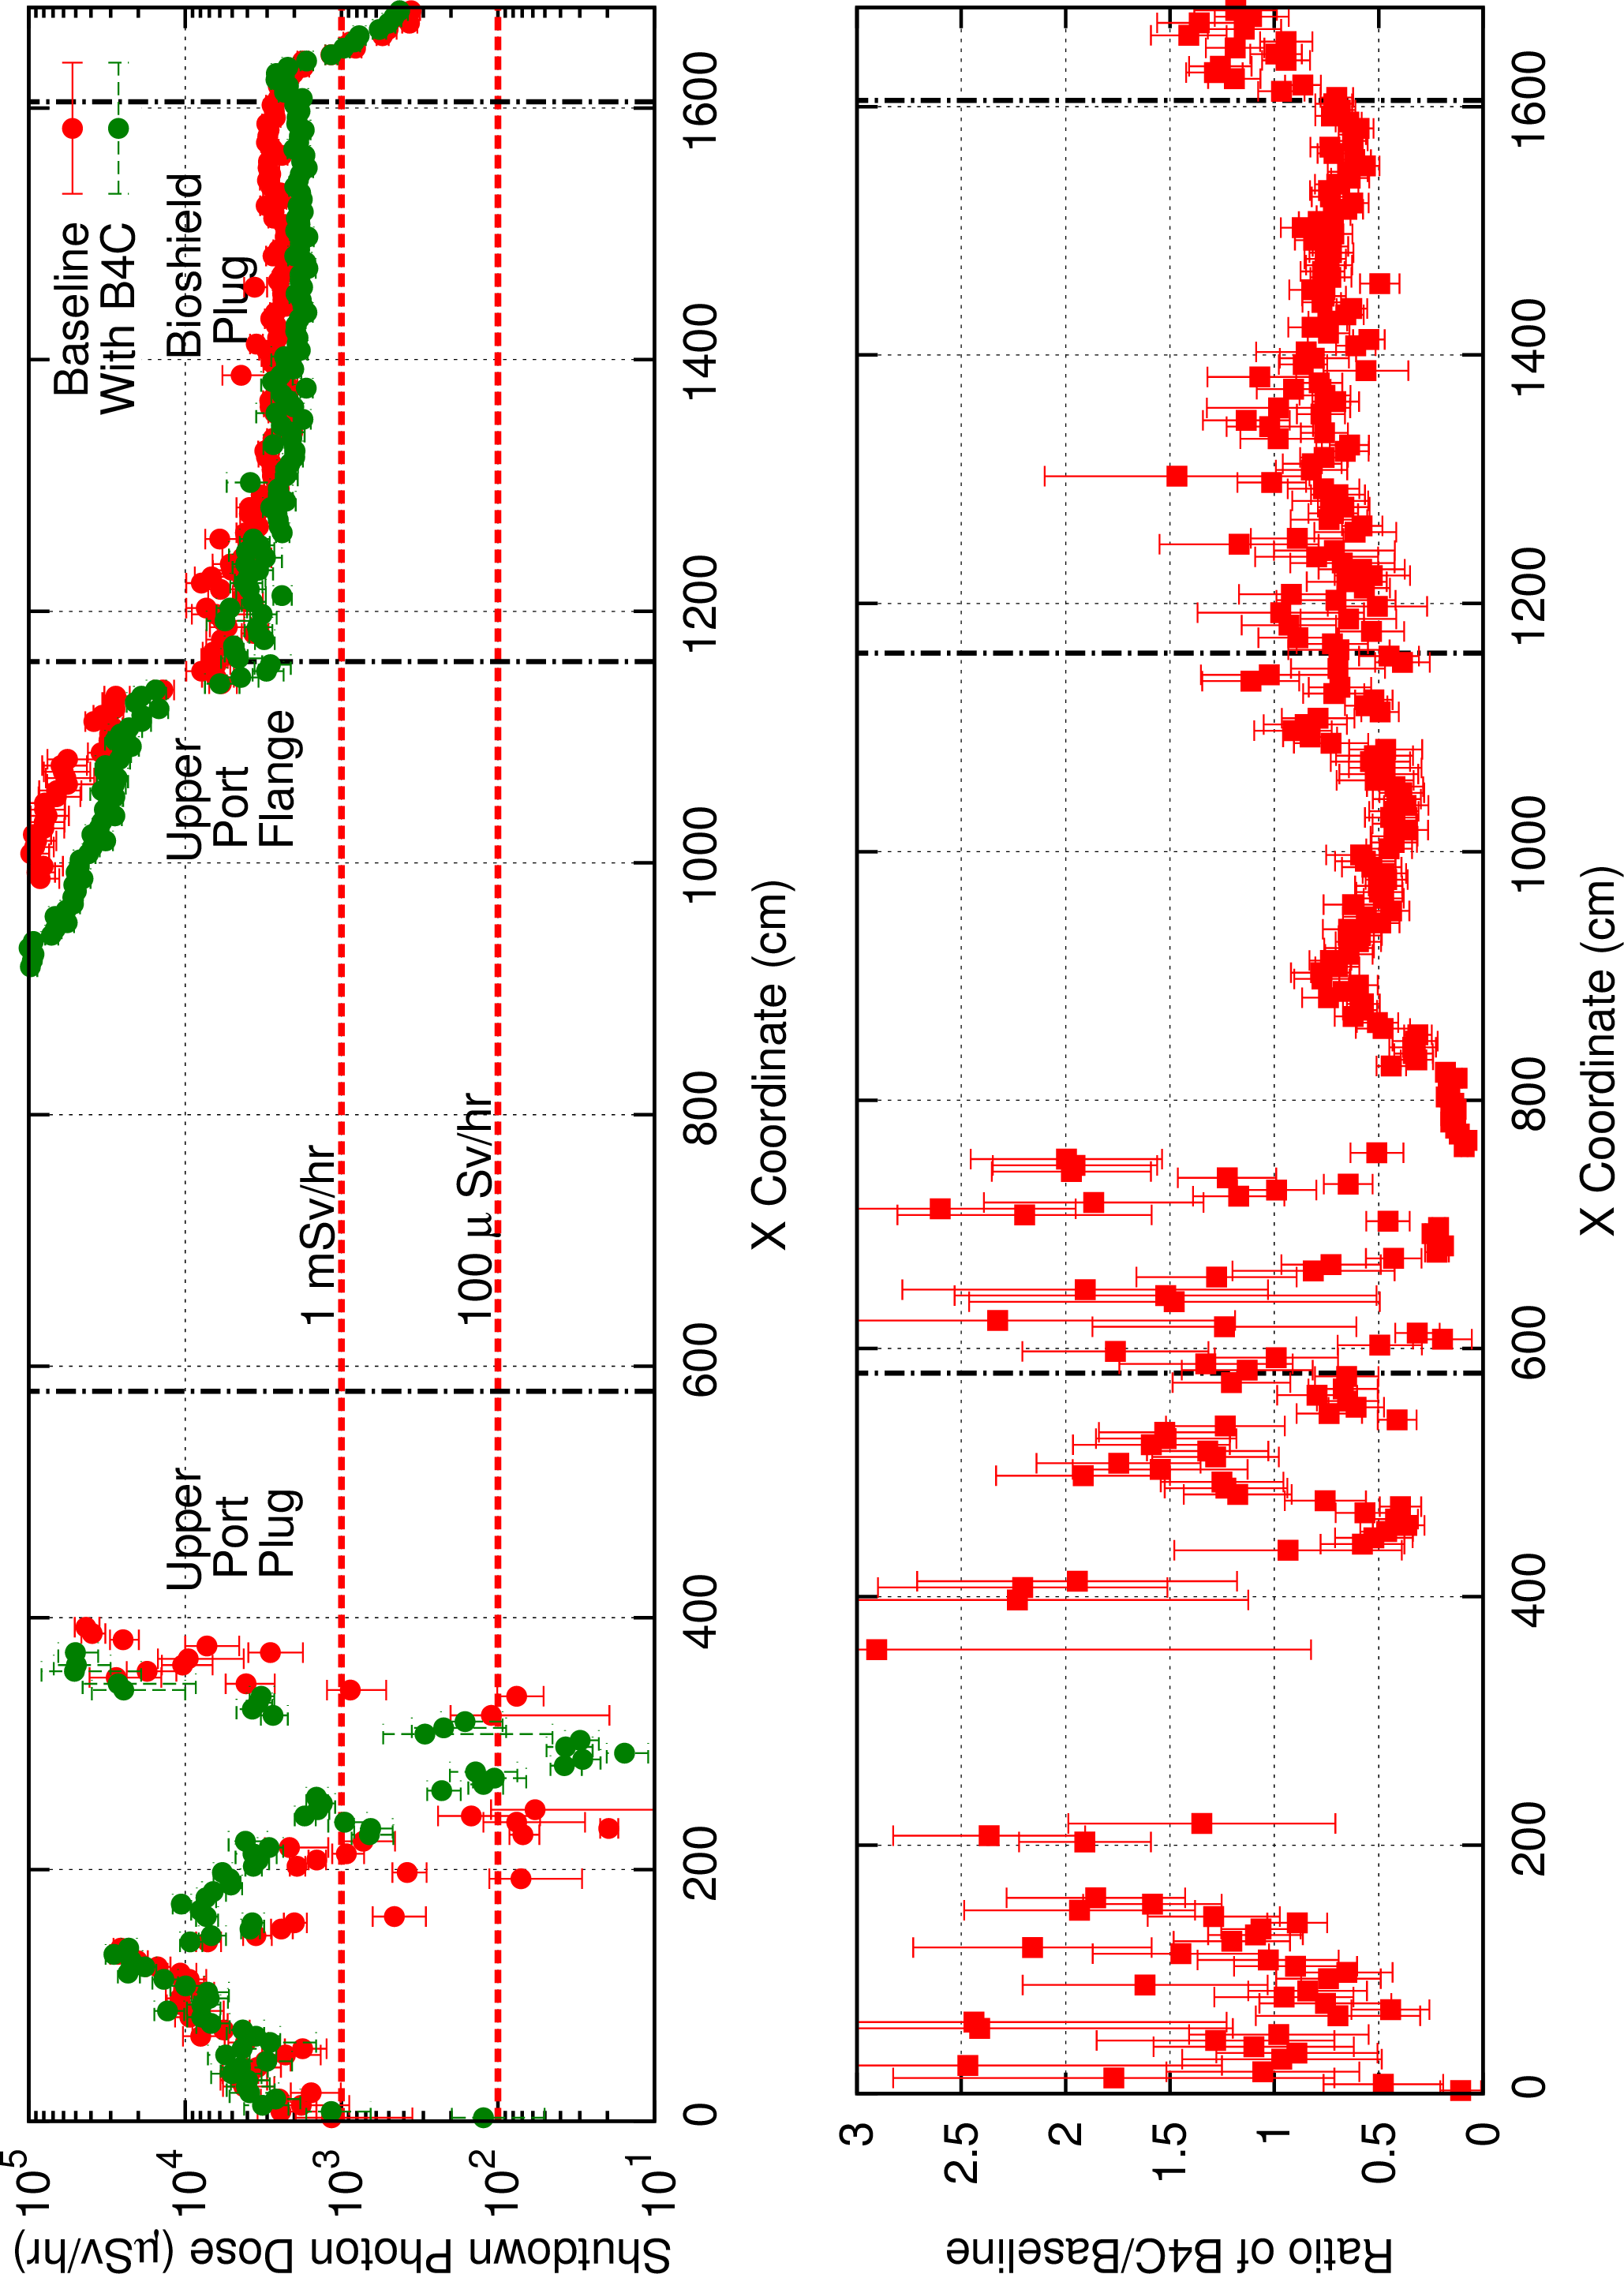 Shutdown Photon Dose (μSv/hr)
10^5
10^4
10^3
10^2
10^1
Baseline
With B4C
Upper
Port
Plug
Upper
Port
Flange
Bioshield
Plug
1 mSv/hr
100 μ Sv/hr
0 200 400 600 800 1000 1200 1400 1600
X Coordinate (cm)
Ratio of B4C/Baseline
3
2.5
2
1.5
1
0.5
0
0 200 400 600 800 1000 1200 1400 1600
X Coordinate (cm)